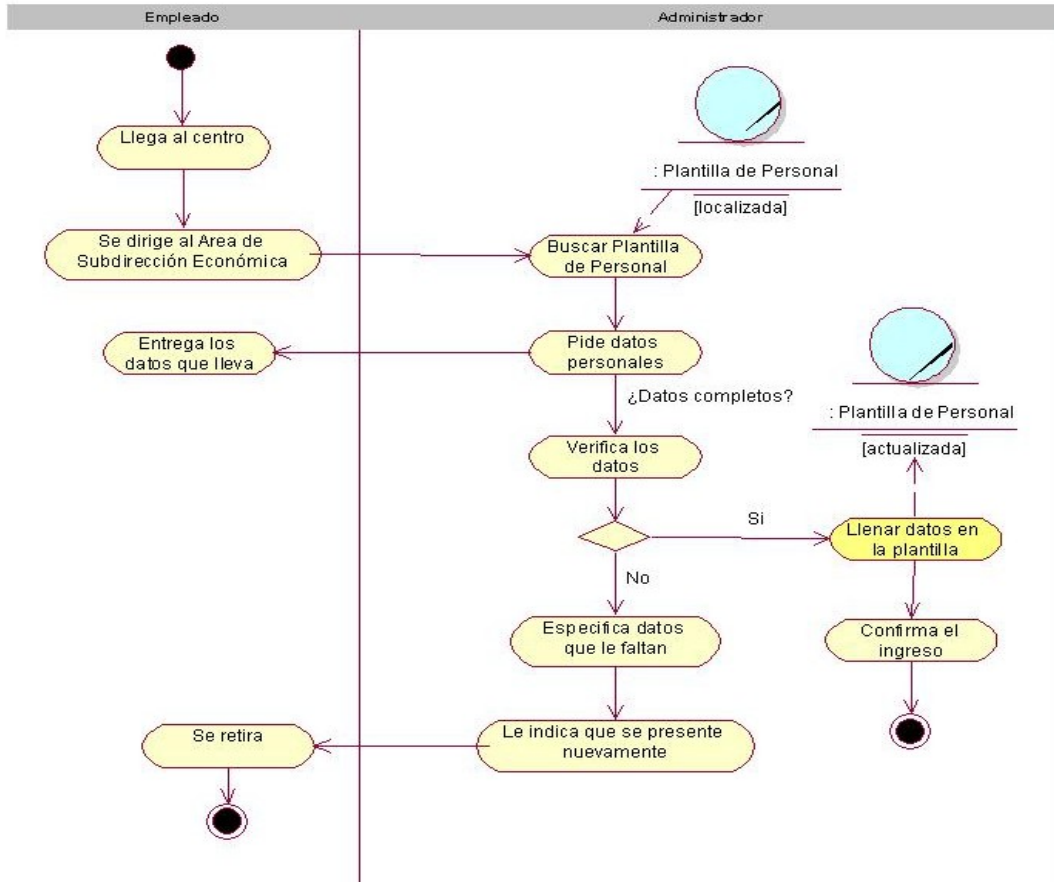 Empleado
Administrador
Llega al centro
: Plantilla de Personal
[localizada]
Se dirige al Area de
Subdirección Económica
Buscar Plantilla
de Personal
Entrega los
datos que lleva
Pide datos
personales
¿Datos completos?
: Plantilla de Personal
[actualizada]
Verifica los
datos
Si
Llenar datos en
la plantilla
No
Especifica datos
que le faltan
Confirma el
ingreso
Se retira
Le indica que se presente
nuevamente